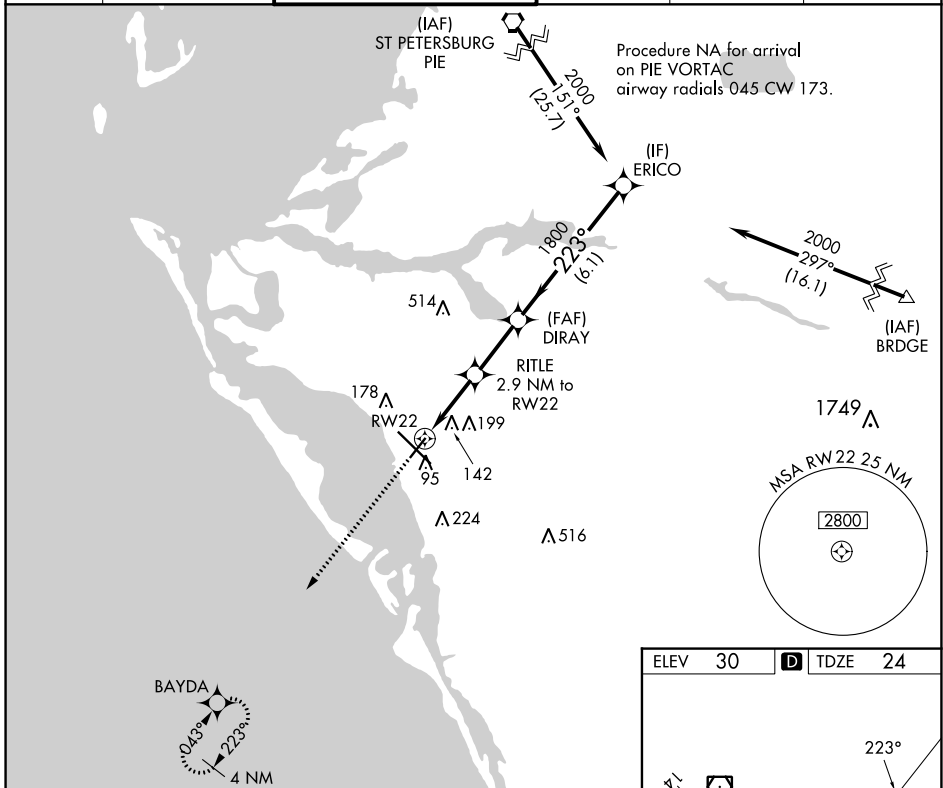 (IAF)
ST PETERSBURG
PIE
2000
151°
(25.7)
Procedure NA for arrival
on PIE VORTAC
airway radials 045 CW 173.
(IF)
ERICO
1800
223°
(6.1)
2000
297°
(16.1)
(IAF)
BRDGE
514
(FAF)
DIRAY
RITLE
2.9 NM to
RW22
178
RW22
199
142
95
224
516
1749
MSA RW22 25 NM
2800
BAYDA
043°
223°
4 NM
ELEV 30 D TDZE 24
223°
14